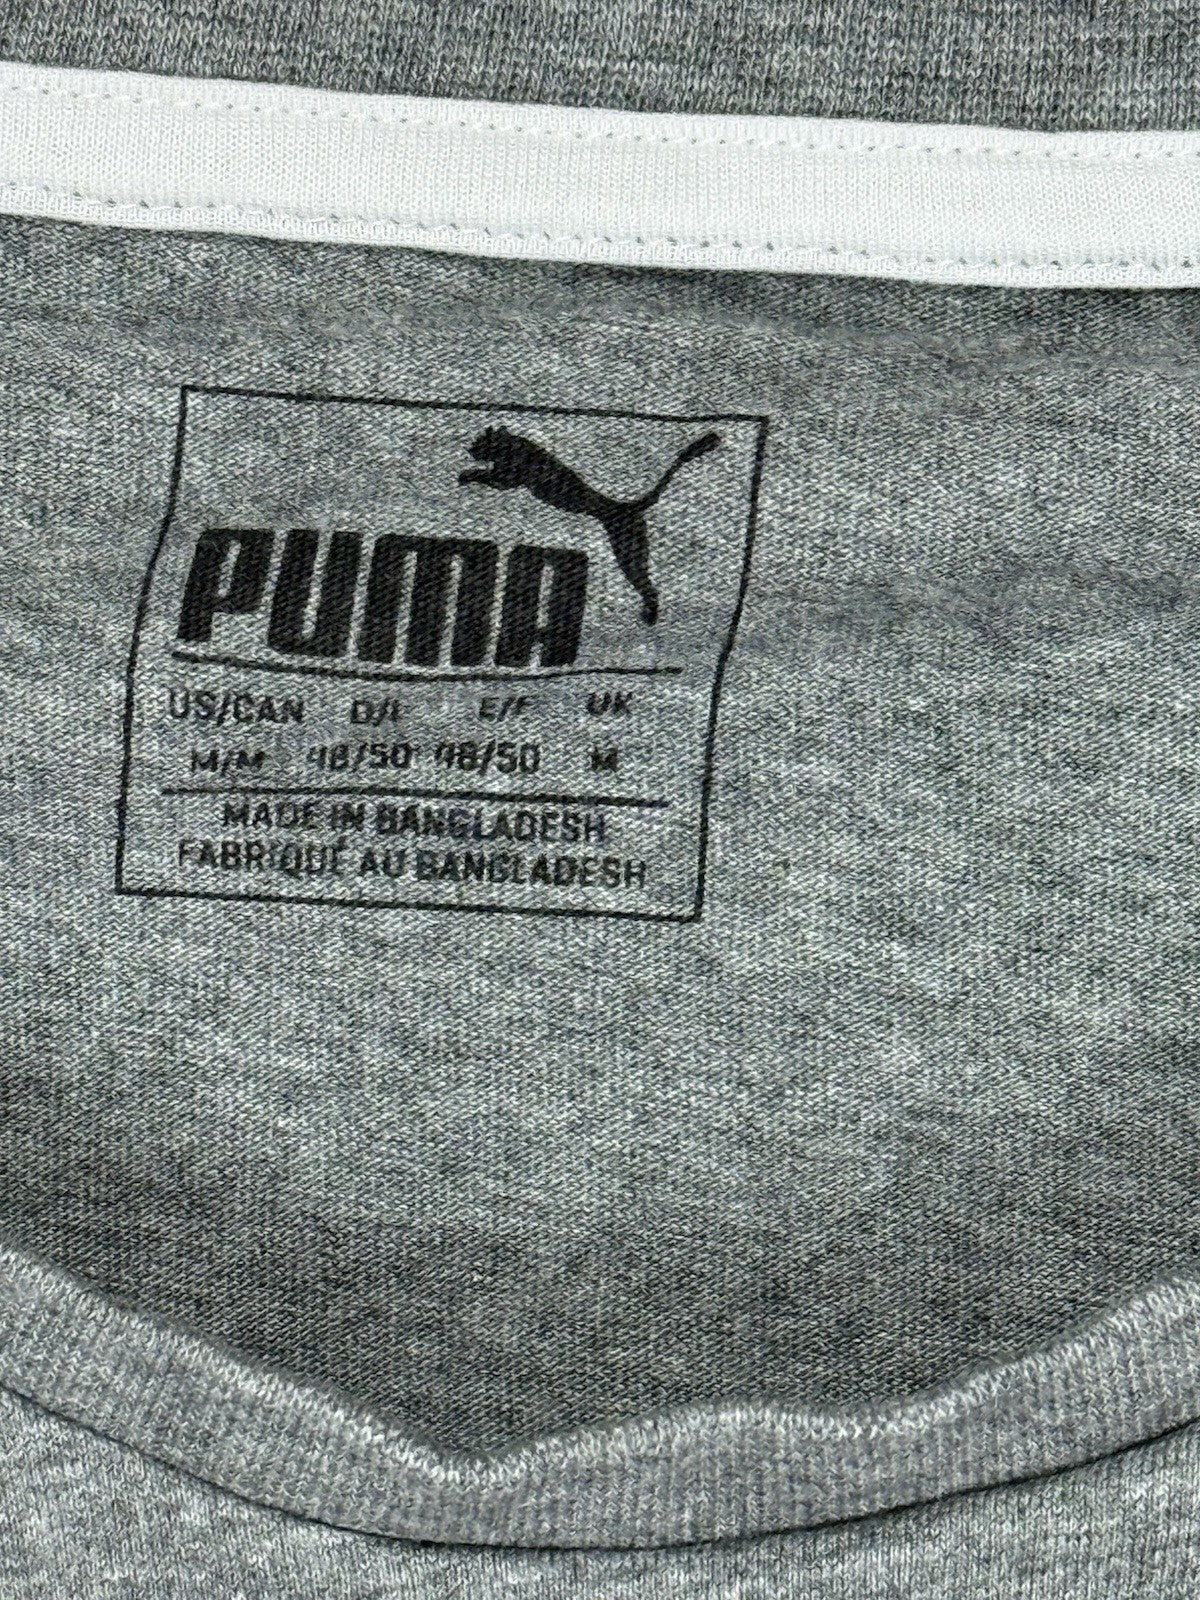 PUMA
US/CAN D/I E/F UK
M/M 48/50 48/50 M
MADE IN BANGLADESH
FABRIQUÉ AU BANGLADESH